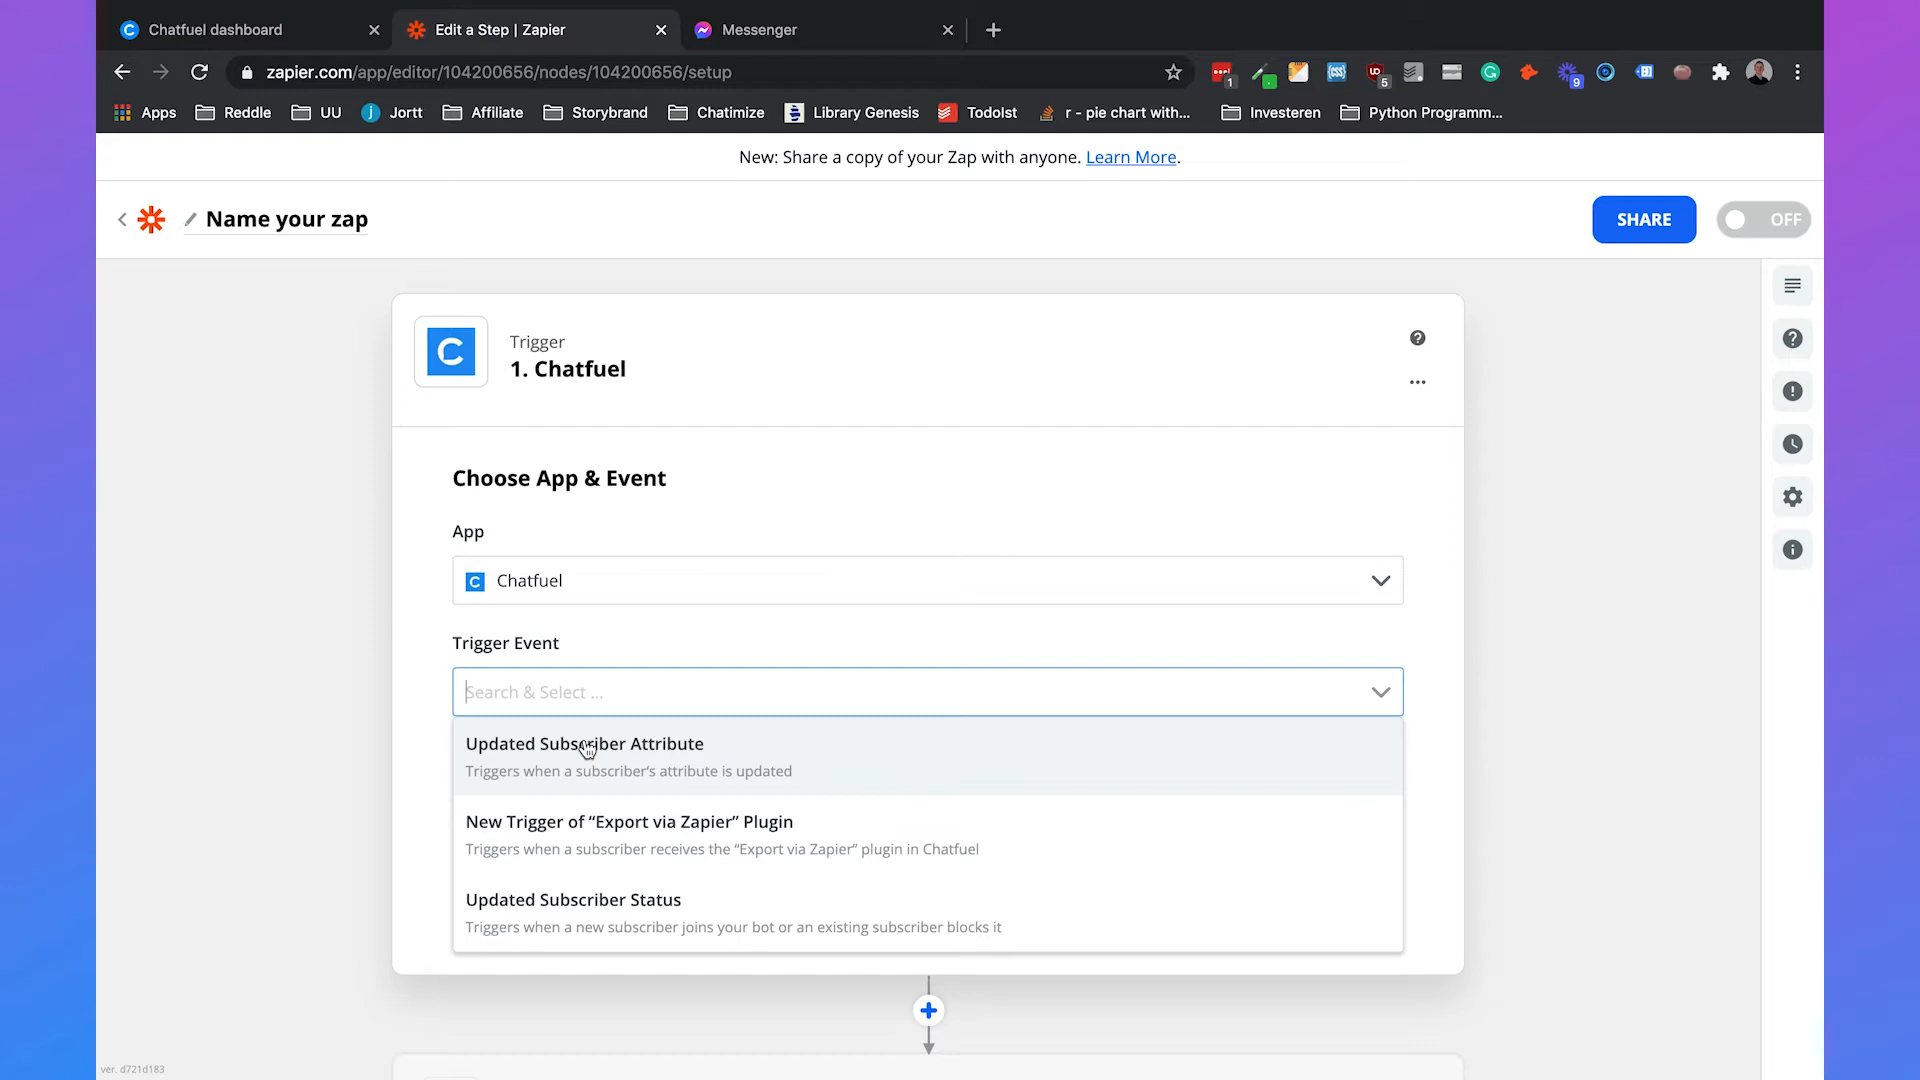 Chatfuel dashboard
Edit a Step | Zapier
Messenger
zapier.com/app/editor/104200656/nodes/104200656/setup
1
5
9
Apps
Reddle
UU
Jortt
Affiliate
Storybrand
Chatimize
Library Genesis
TodoIst
r - pie chart with...
Investeren
Python Programm...
New: Share a copy of your Zap with anyone. Learn More.
Name your zap
SHARE
OFF
Trigger
1. Chatfuel
Choose App & Event
App
Chatfuel
Trigger Event
Search & Select ...
Updated Subscriber Attribute
Triggers when a subscriber's attribute is updated
New Trigger of “Export via Zapier” Plugin
Triggers when a subscriber receives the “Export via Zapier” plugin in Chatfuel
Updated Subscriber Status
Triggers when a new subscriber joins your bot or an existing subscriber blocks it
ver. d721d183